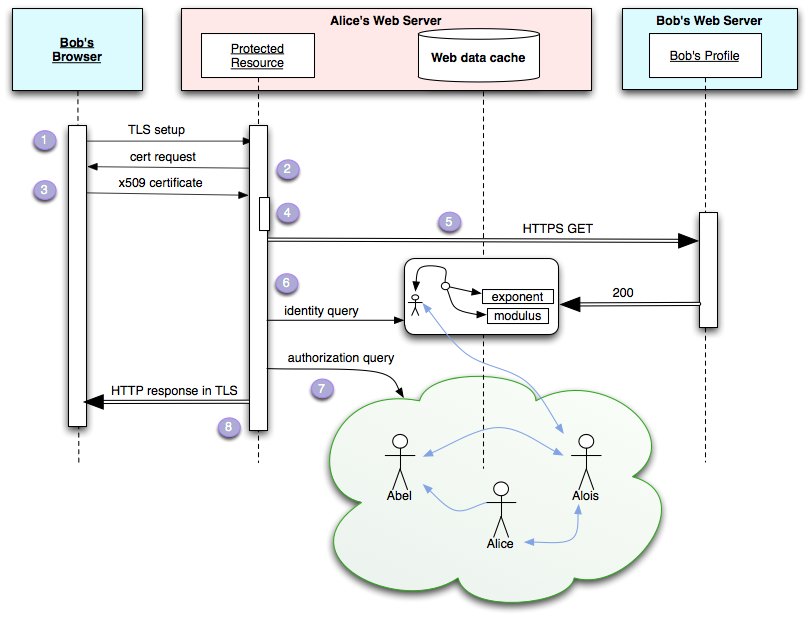 Bob's
Browser
Alice's Web Server
Protected
Resource
Web data cache
Bob's Web Server
Bob's Profile
1
TLS setup
cert request
2
3
x509 certificate
4
5
HTTPS GET
6
identity query
exponent
modulus
200
authorization query
7
HTTP response in TLS
8
Abel
Alois
Alice